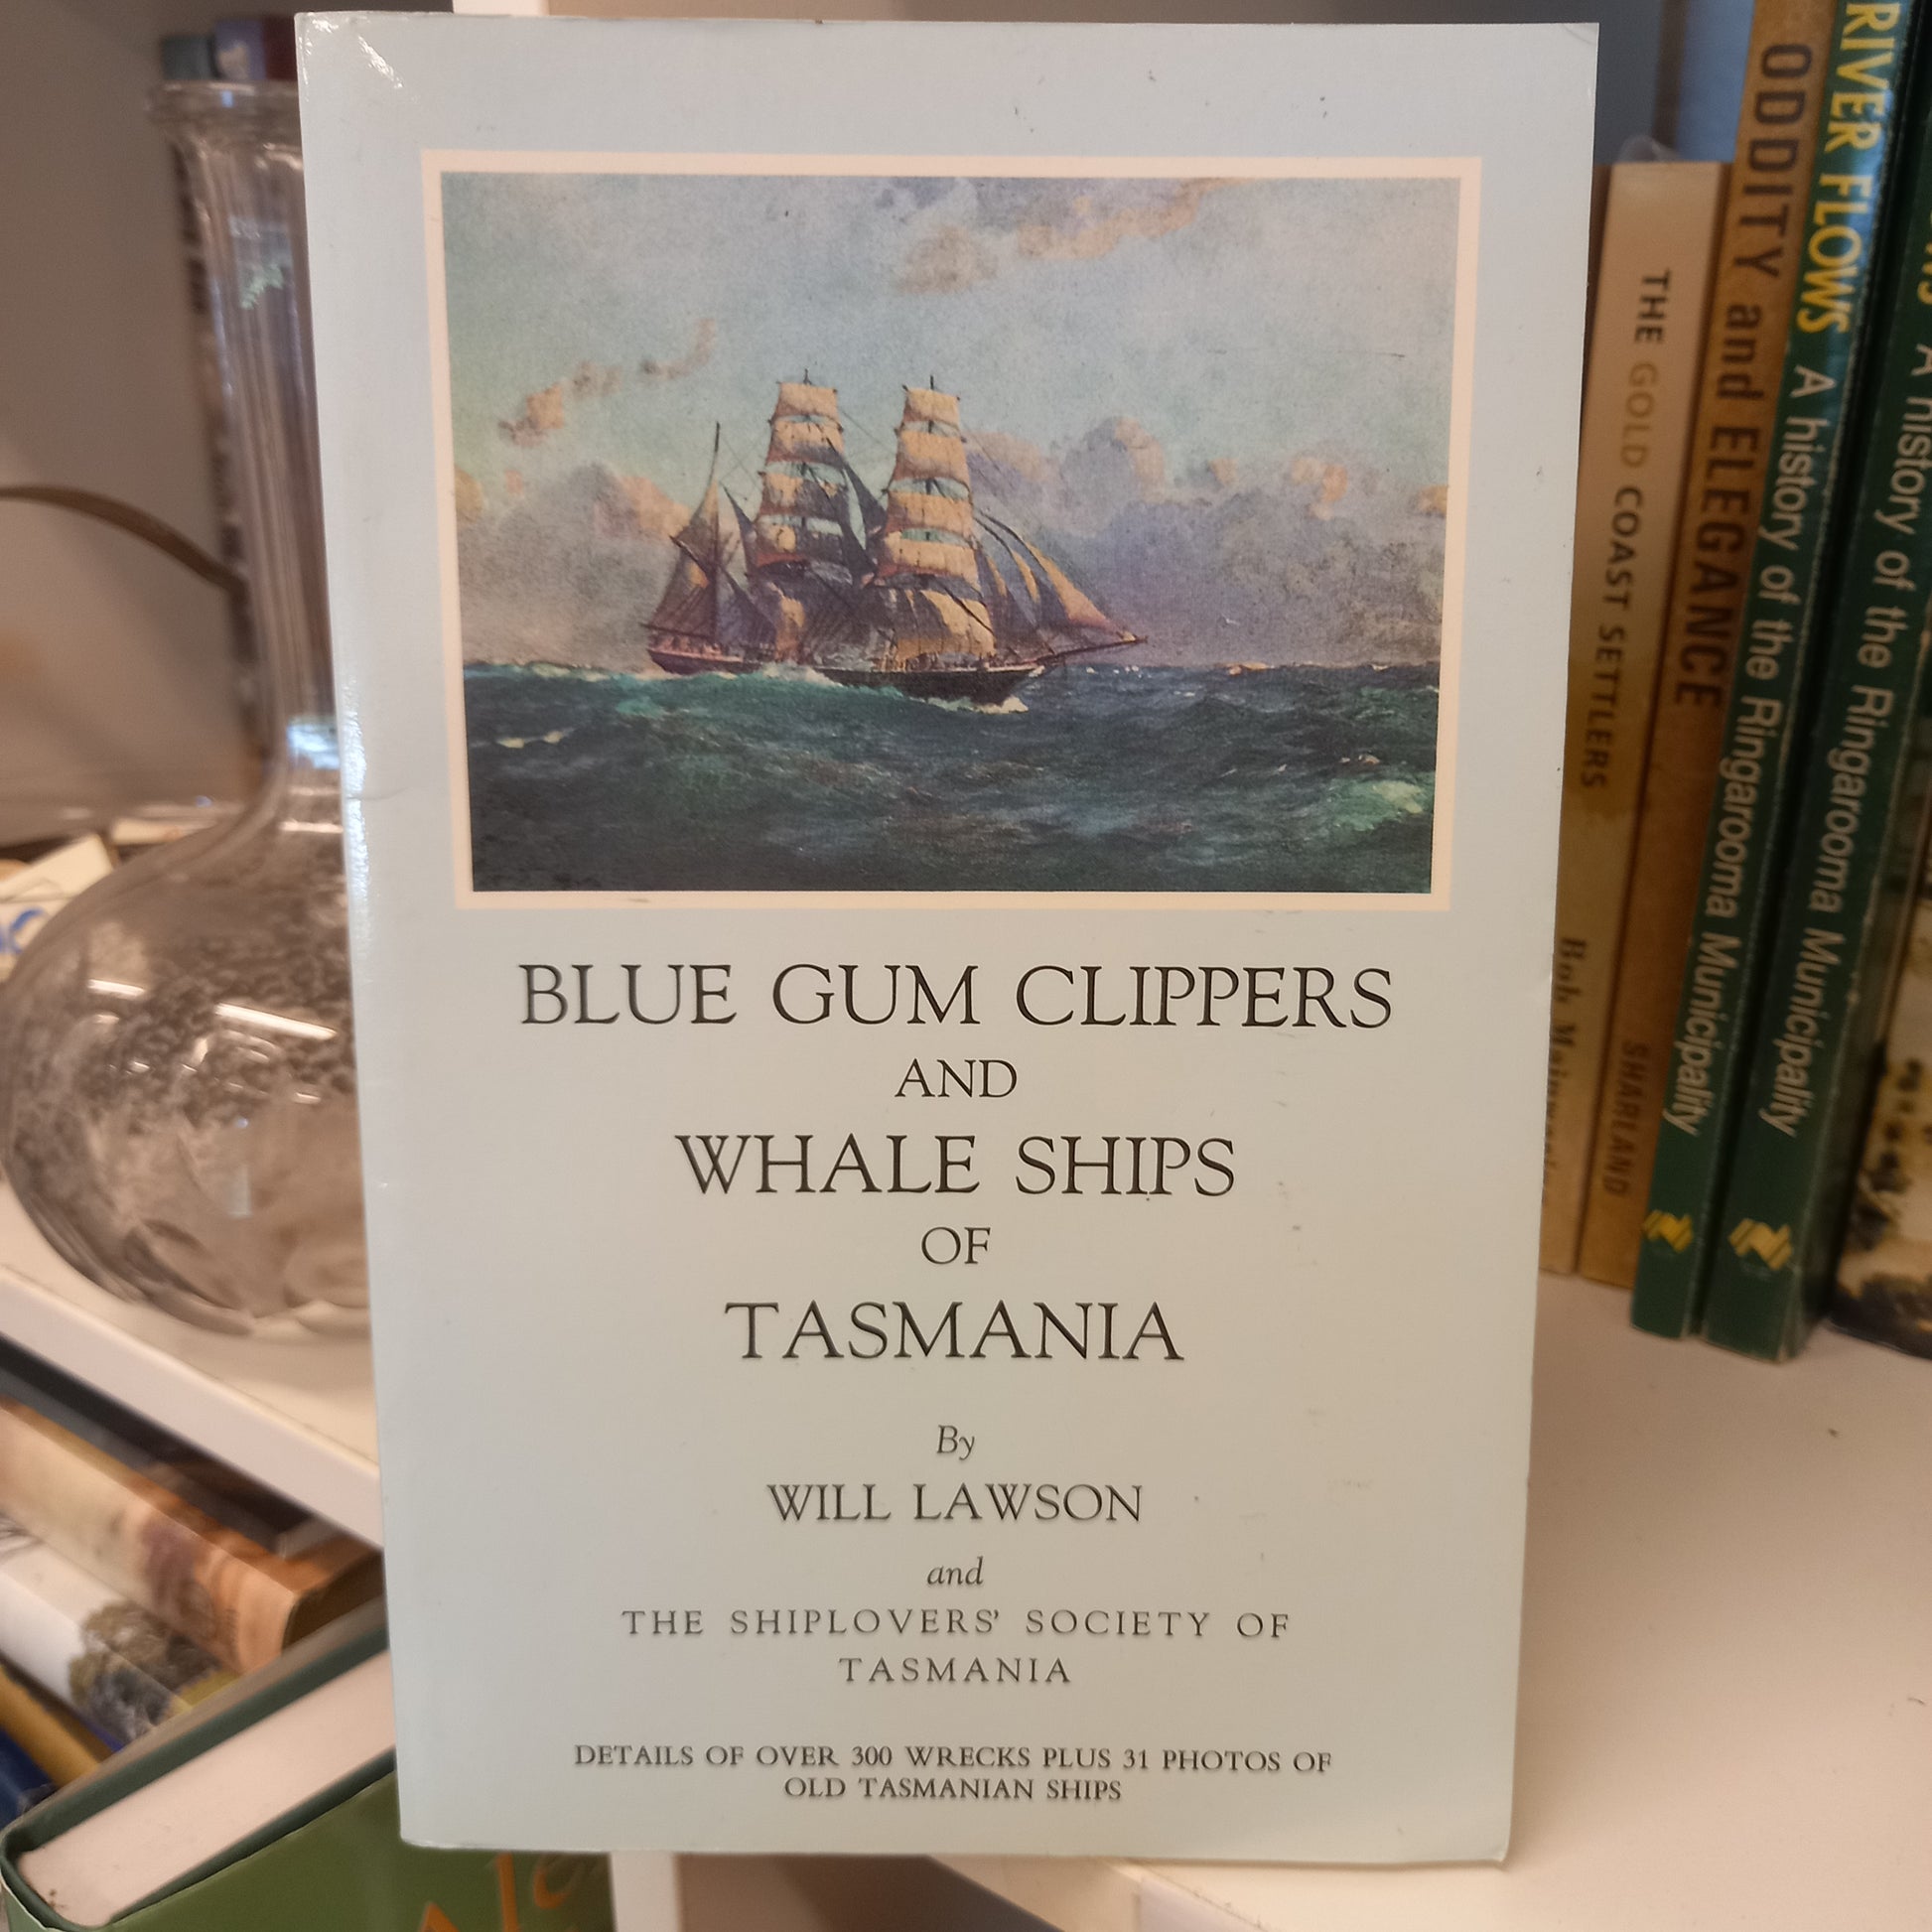 BLUE GUM CLIPPERS
AND
WHALE SHIPS
OF
TASMANIA
By
WILL LAWSON
and
THE SHIPLOVERS' SOCIETY OF
TASMANIA
DETAILS OF OVER 300 WRECKS PLUS 31 PHOTOS OF
OLD TASMANIAN SHIPS
THE GOLD COAST SETTLERS
Bob
ODDITY and ELEGANCE
SHARLAND
RIVER FLOWS A history of the Ringarooma Municipality
A history of the Ringarooma Municipality